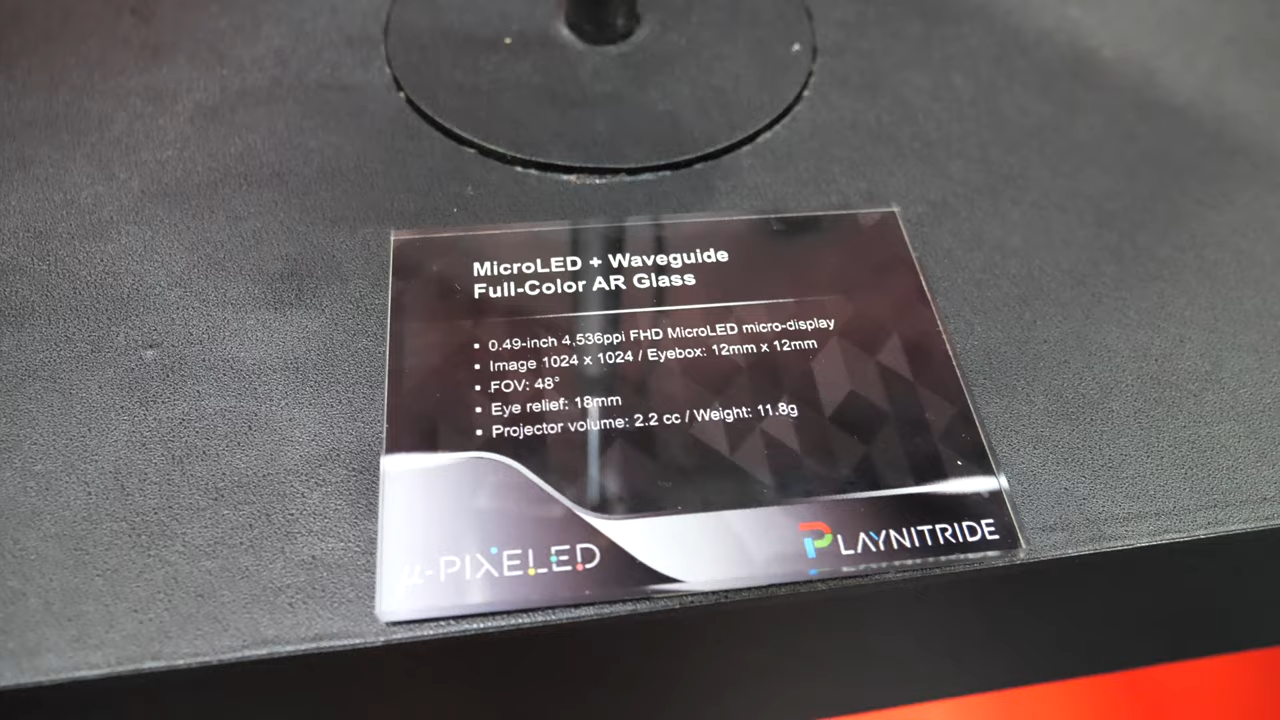 MicroLED + Waveguide
Full-Color AR Glass
▪ 0.49-inch 4,536ppi FHD MicroLED micro-display
▪ Image 1024 x 1024 / Eyebox: 12mm x 12mm
▪ .FOV: 48°
▪ Eye relief: 18mm
▪ Projector volume: 2.2 cc / Weight: 11.8g
μ-PIXELED
PLAYNITRIDE